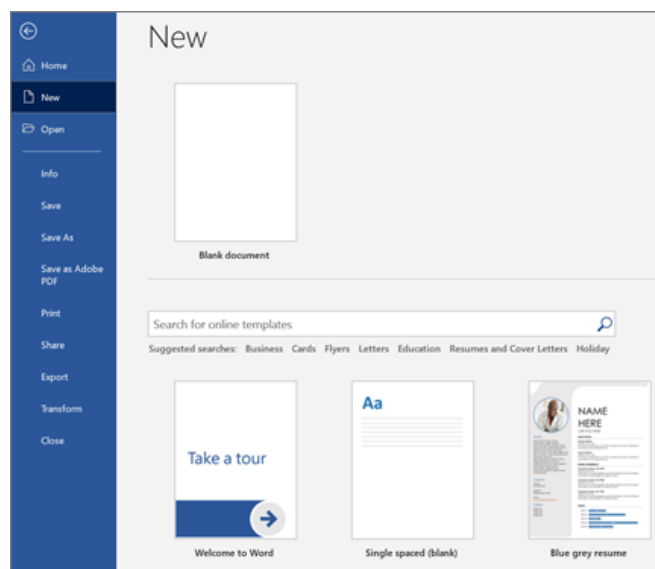 New
Home
New
Open
Info
Save
Save As
Save as Adobe
PDF
Print
Share
Export
Transform
Close
Blank document
Search for online templates
Suggested searches: Business Cards Flyers Letters Education Resumes and Cover Letters Holiday
Take a tour
Welcome to Word
Aa
Single spaced (blank)
NAME
HERE
Blue grey resume